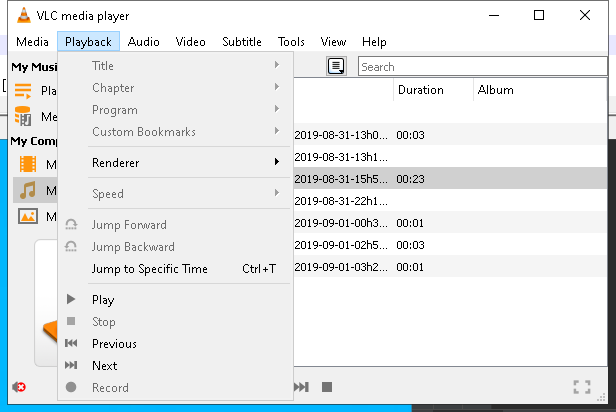 VLC media player
Media Playback Audio Video Subtitle Tools View Help
My Musi
Title
Search
Chapter
Duration Album
Pla
Program
Me
Custom Bookmarks
2019-08-31-13h0... 00:03
My Comp
2019-08-31-13h1...
M
Renderer
2019-08-31-15h5... 00:23
M
Speed
2019-08-31-22h1...
M
Jump Forward
2019-09-01-00h3... 00:01
Jump Backward
2019-09-01-02h5... 00:03
Jump to Specific Time Ctrl+T
2019-09-01-03h2... 00:01
Play
Stop
Previous
Next
Record